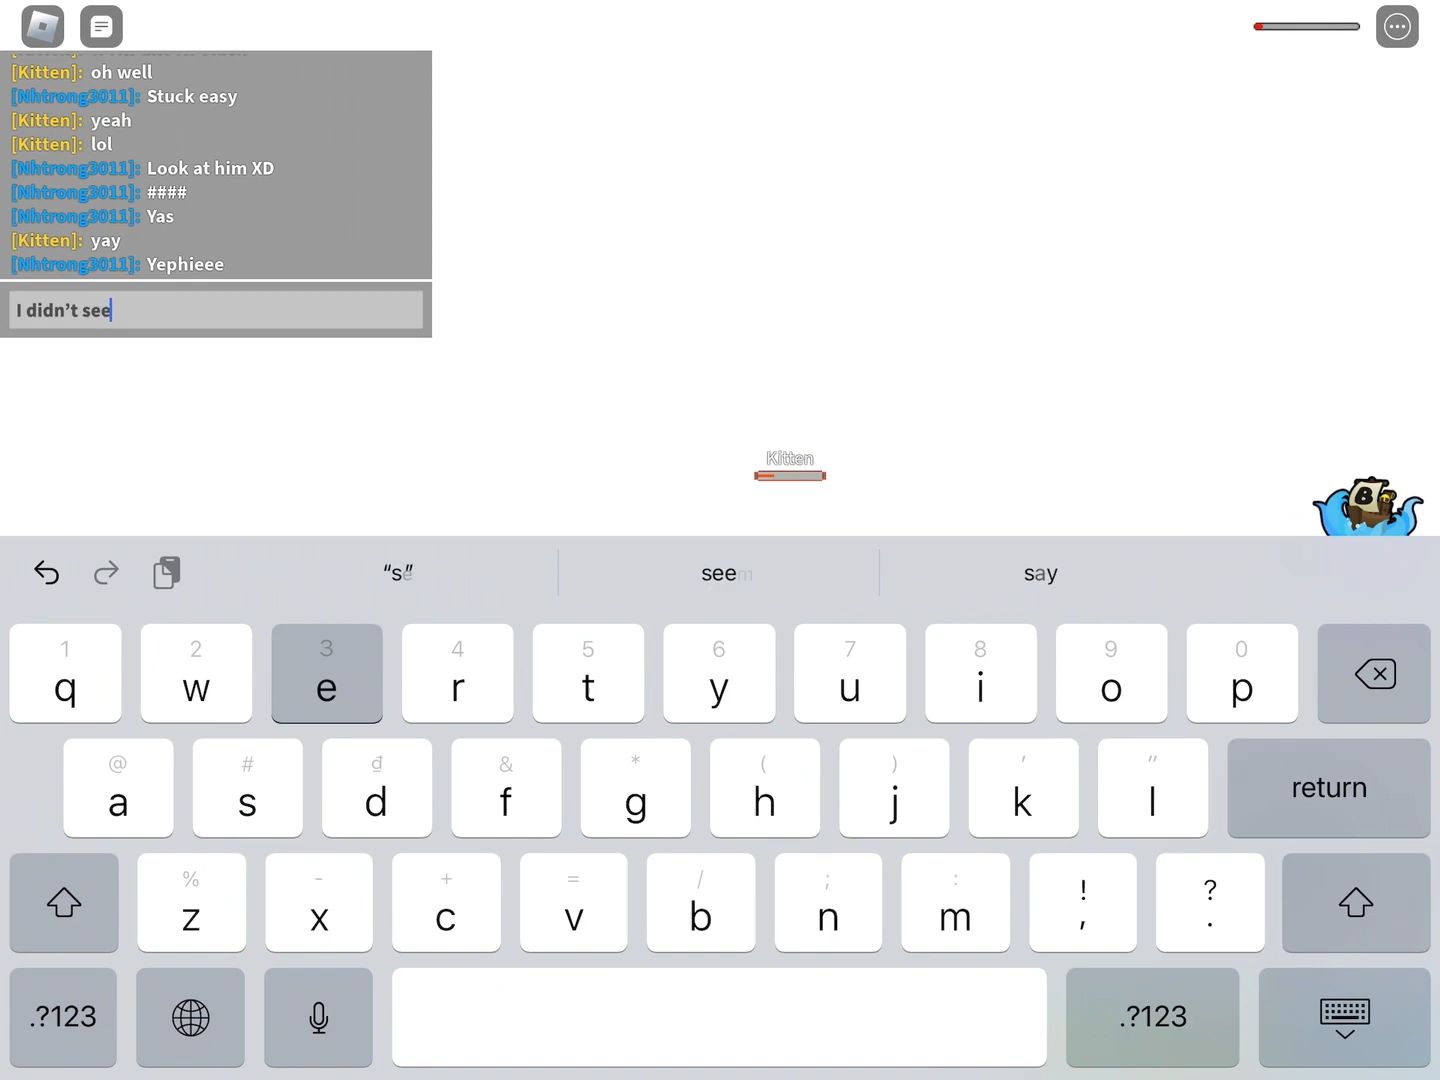 [Kitten]: oh well
[Nhtrong3011]: Stuck easy
[Kitten]: yeah
[Kitten]: lol
[Nhtrong3011]: Look at him XD
[Nhtrong3011]: ####
[Nhtrong3011]: Yas
[Kitten]: yay
[Nhtrong3011]: Yephieee
I didn’t see
Kitten
B
see say
1 2 3 4 5 6 7 8 9 0
q w e r t y u i o p
@ # ₫ & * ( ) ' "
a s d f g h j k l return
% - + = / ; : ! ?
z x c v b n m , .
.?123 .?123